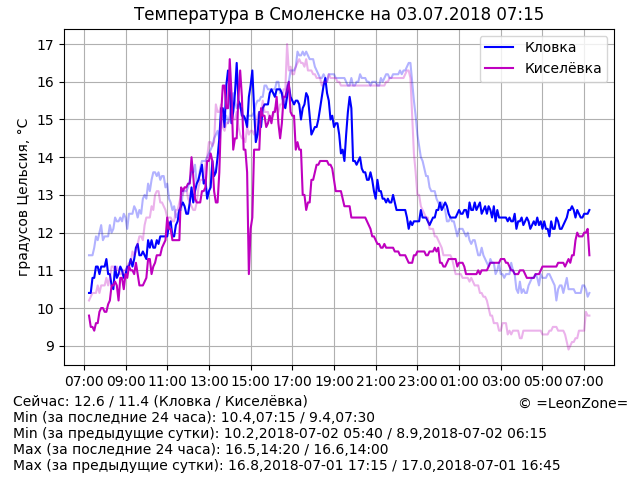 Температура в Смоленске на 03.07.2018 07:15
17
16
15
14
13
12
11
10
9
градусов Цельсия, °C
Кловка
Киселёвка
07:00 09:00 11:00 13:00 15:00 17:00 19:00 21:00 23:00 01:00 03:00 05:00 07:00
Сейчас: 12.6 / 11.4 (Кловка / Киселёвка)
© =LeonZone=
Min (за последние 24 часа): 10.4,07:15 / 9.4,07:30
Min (за предыдущие сутки): 10.2,2018-07-02 05:40 / 8.9,2018-07-02 06:15
Max (за последние 24 часа): 16.5,14:20 / 16.6,14:00
Max (за предыдущие сутки): 16.8,2018-07-01 17:15 / 17.0,2018-07-01 16:45